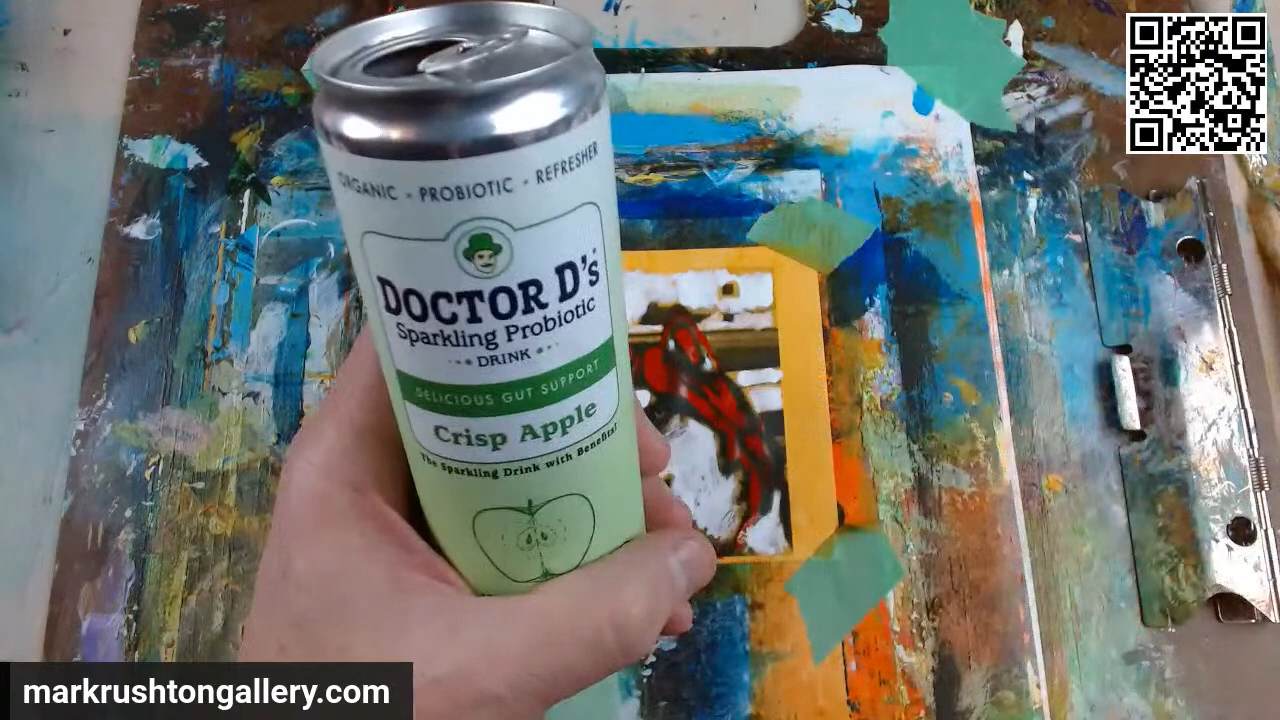 ORGANIC - PROBIOTIC - REFRESHER
DOCTOR D's
Sparkling Probiotic
DRINK
DELICIOUS GUT SUPPORT
Crisp Apple
The Sparkling Drink with Benefits!
markrushtongallery.com